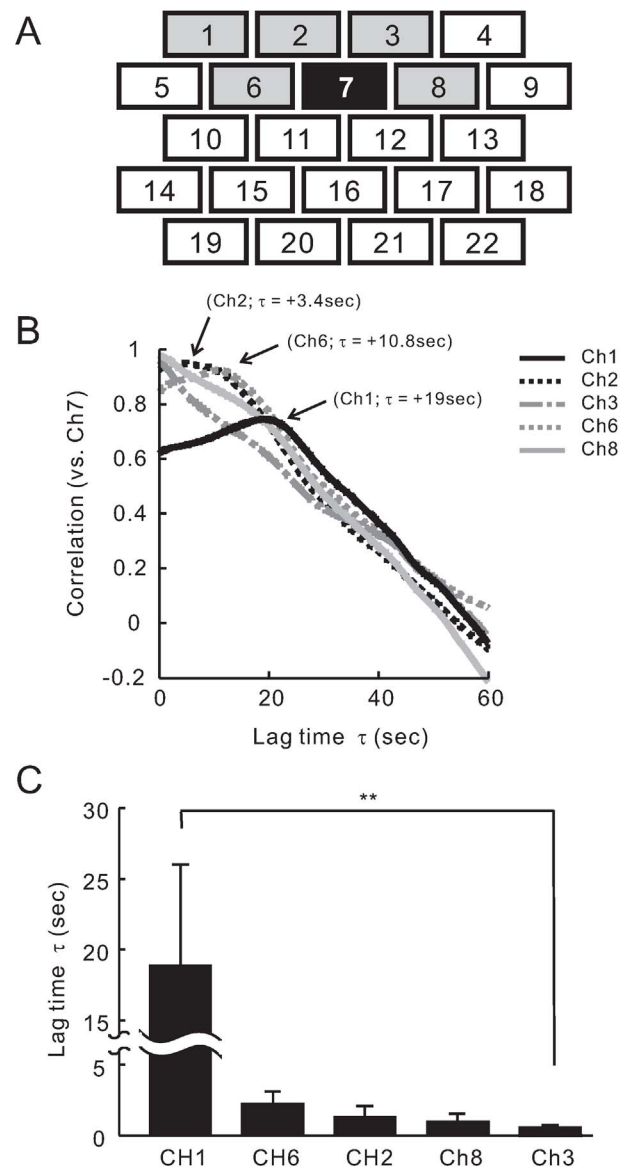 A
1 2 3 4
5 6 7 8 9
10 11 12 13
14 15 16 17 18
19 20 21 22
B
(Ch2; τ = +3.4sec)
(Ch6; τ = +10.8sec)
(Ch1; τ = +19sec)
Correlation (vs. Ch7)
1
0.8
0.6
0.4
0.2
0
-0.2
0 20 40 60
Lag time τ (sec)
Ch1
Ch2
Ch3
Ch6
Ch8
C
**
Lag time τ (sec)
30
25
20
15
5
0
CH1 CH6 CH2 Ch8 Ch3